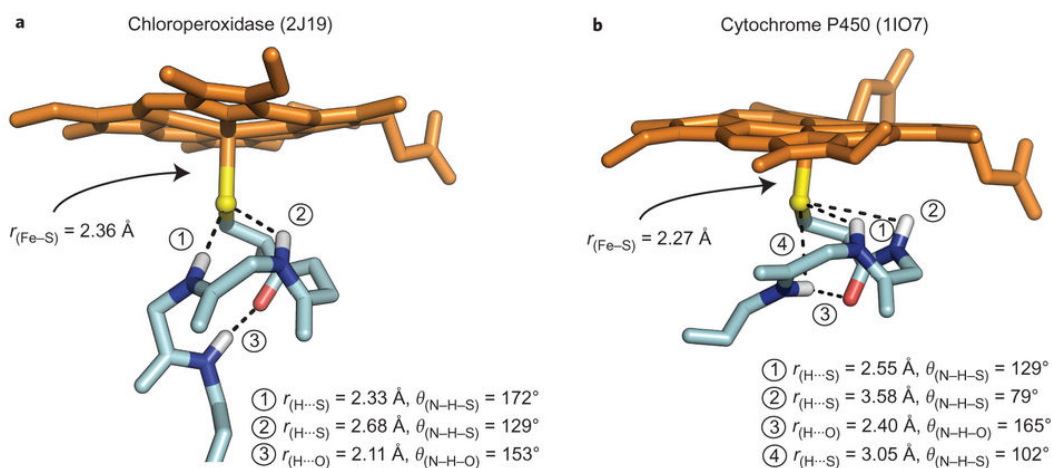 a Chloroperoxidase (2J19)
r(Fe–S) = 2.36 Å
①
②
③
① r(H···S) = 2.33 Å, θ(N–H–S) = 172°
② r(H···S) = 2.68 Å, θ(N–H–S) = 129°
③ r(H···O) = 2.11 Å, θ(N–H–O) = 153°
b Cytochrome P450 (1IO7)
r(Fe–S) = 2.27 Å
②
①
④
③
① r(H···S) = 2.55 Å, θ(N–H–S) = 129°
② r(H···S) = 3.58 Å, θ(N–H–S) = 79°
③ r(H···O) = 2.40 Å, θ(N–H–O) = 165°
④ r(H···S) = 3.05 Å, θ(N–H–S) = 102°